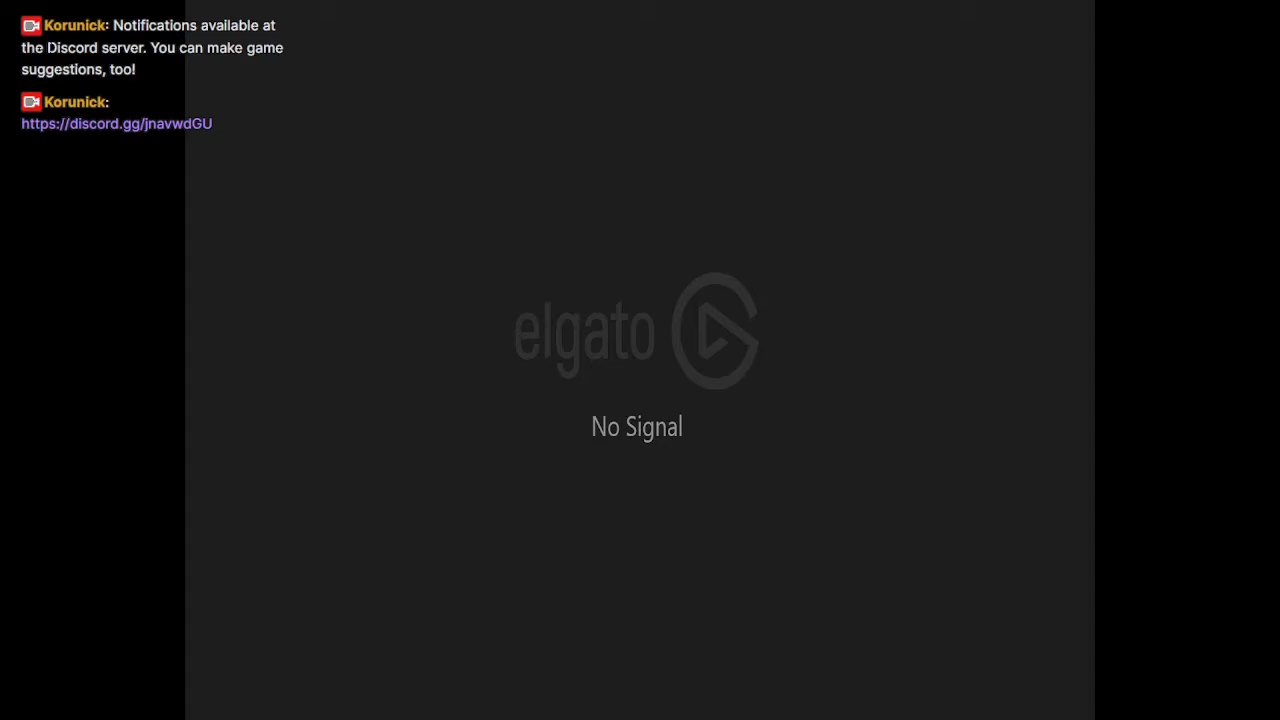 Korunick: Notifications available at
the Discord server. You can make game
suggestions, too!
Korunick:
https://discord.gg/jnavwdGU
elgato
No Signal